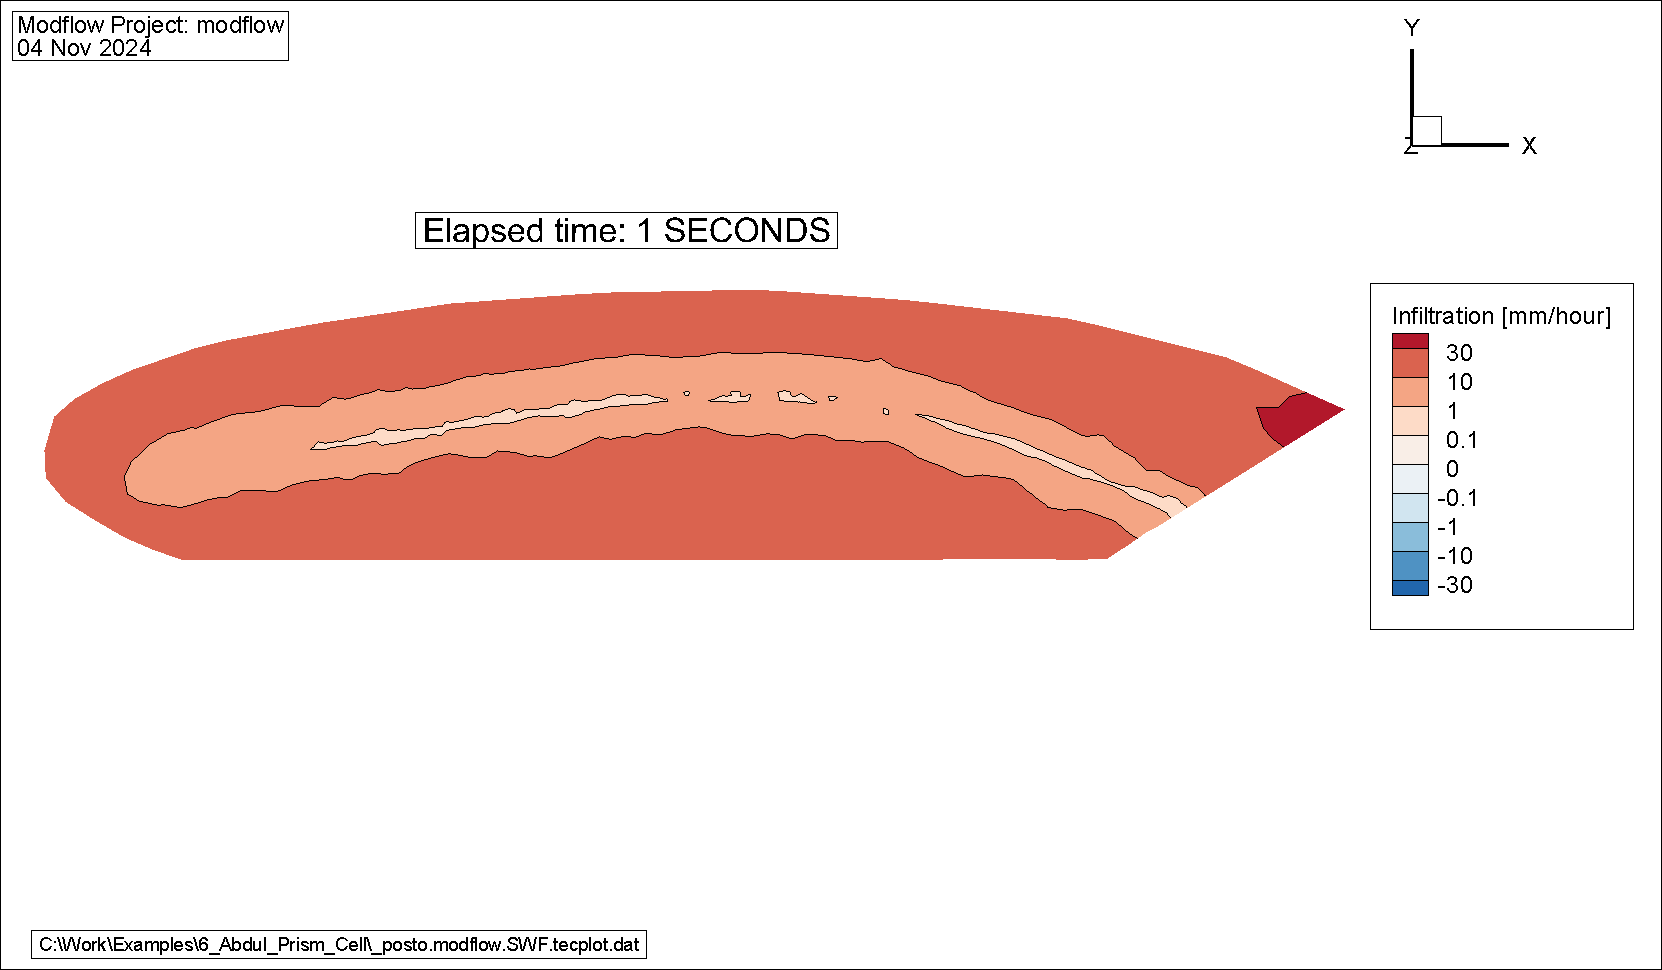 Modflow Project: modflow
04 Nov 2024
Y
Z
X
Elapsed time: 1 SECONDS
Infiltration [mm/hour]
30
10
1
0.1
0
-0.1
-1
-10
-30
C:\Work\Examples\6_Abdul_Prism_Cell\_posto.modflow.SWF.tecplot.dat